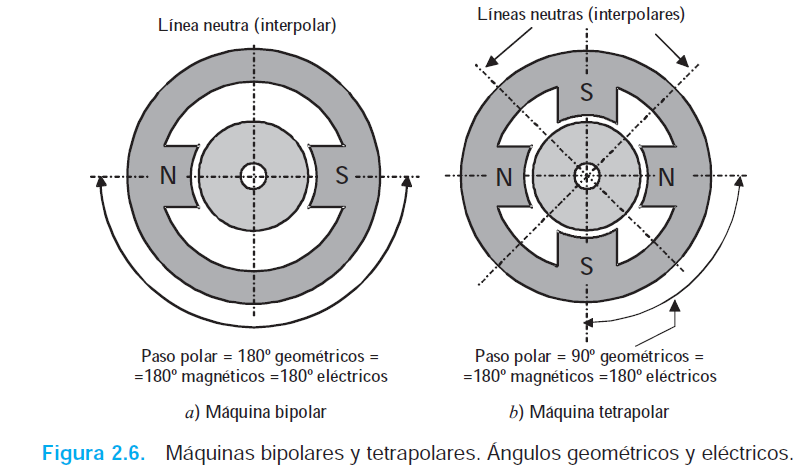 Línea neutra (interpolar)
N
S
Paso polar = 180º geométricos =
=180º magnéticos =180º eléctricos
a) Máquina bipolar
Líneas neutras (interpolares)
S
N
N
S
Paso polar = 90º geométricos =
=180º magnéticos =180º eléctricos
b) Máquina tetrapolar
Figura 2.6. Máquinas bipolares y tetrapolares. Ángulos geométricos y eléctricos.